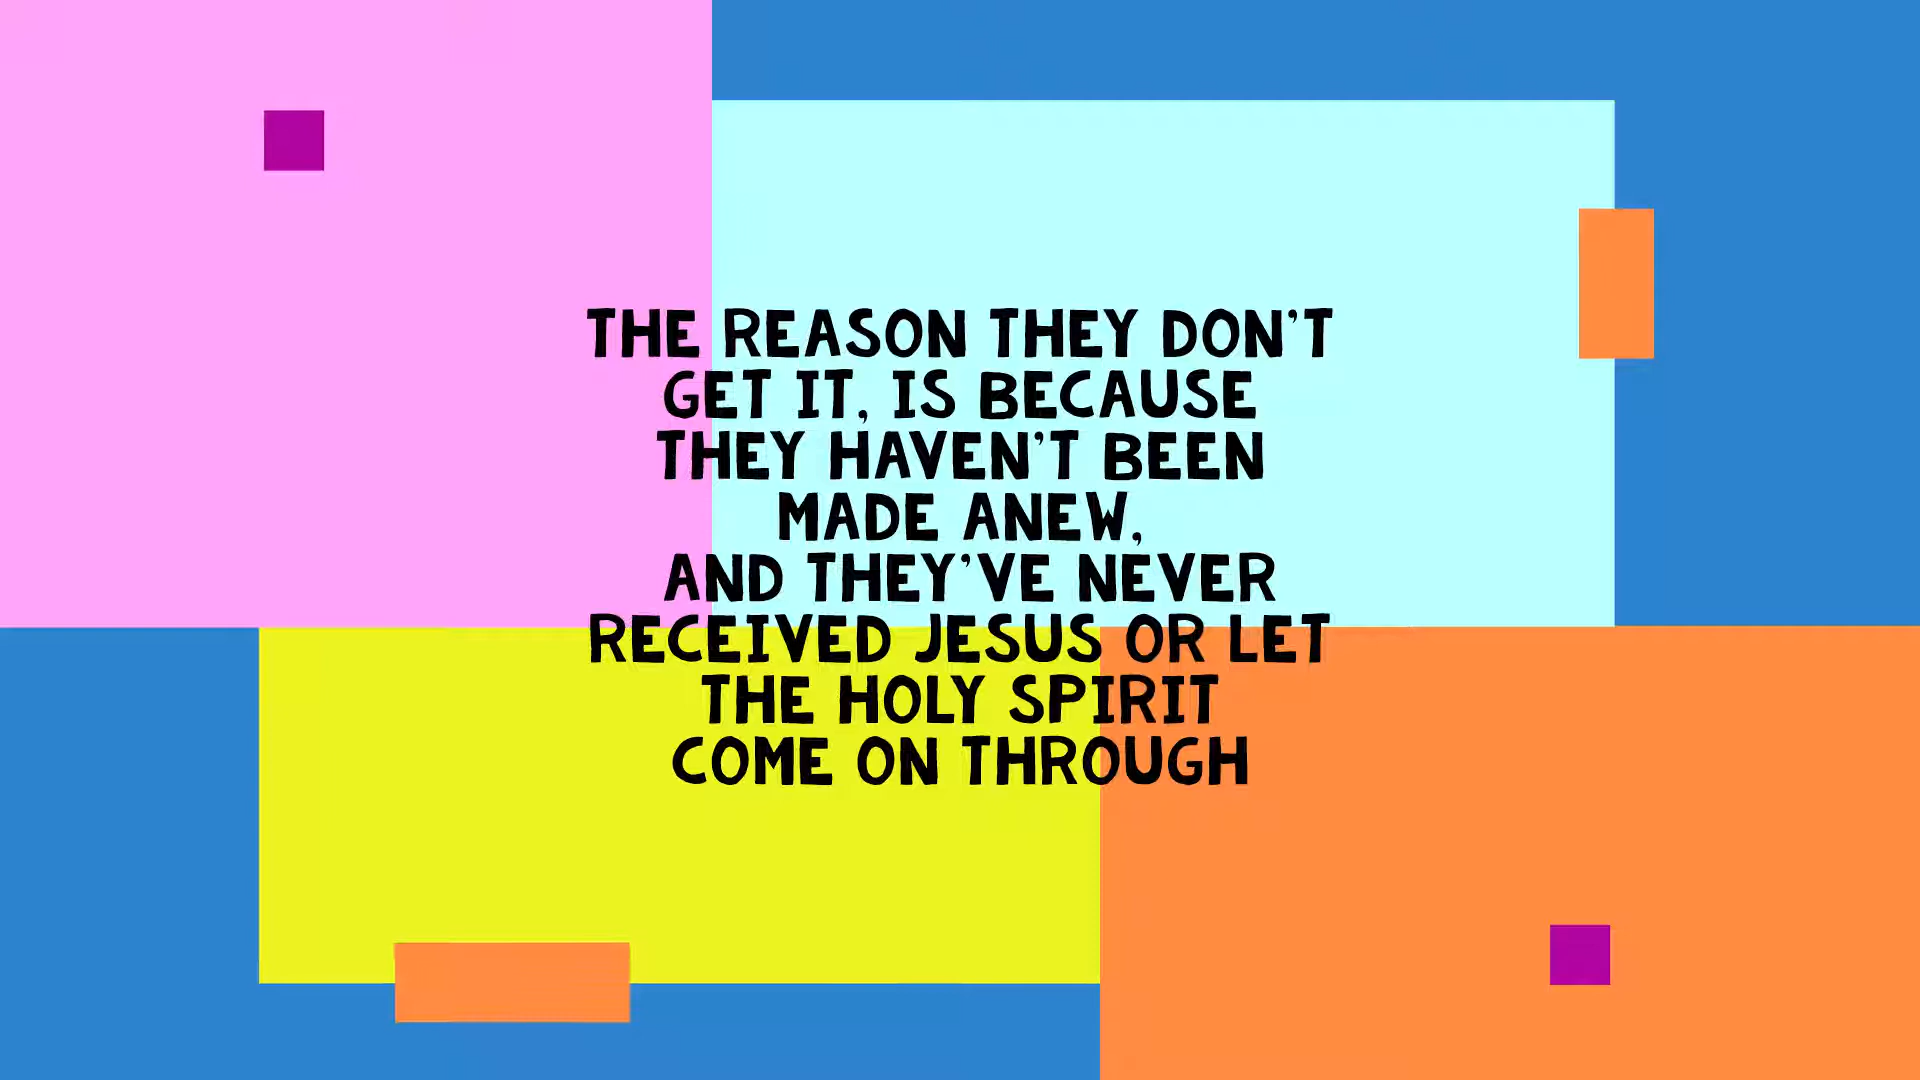 THE REASON THEY DON'T
GET IT, IS BECAUSE
THEY HAVEN'T BEEN
MADE ANEW,
AND THEY'VE NEVER
RECEIVED JESUS OR LET
THE HOLY SPIRIT
COME ON THROUGH